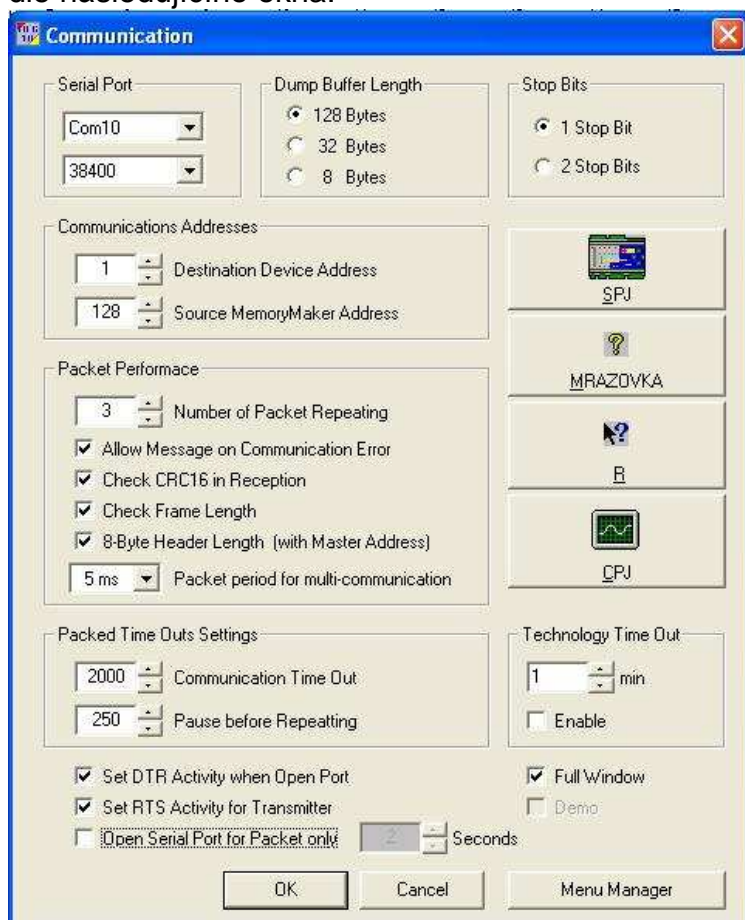 dle následujícího okna:
Communication
Serial Port
Com10
38400
Dump Buffer Length
128 Bytes
32 Bytes
8 Bytes
Stop Bits
1 Stop Bit
2 Stop Bits
Communications Addresses
1 Destination Device Address
128 Source MemoryMaker Address
SPJ
MRAZOVKA
R
CPJ
Packet Performace
3 Number of Packet Repeating
Allow Message on Communication Error
Check CRC16 in Reception
Check Frame Length
8-Byte Header Length (with Master Address)
5 ms Packet period for multi-communication
Packed Time Outs Settings
2000 Communication Time Out
250 Pause before Repeatting
Technology Time Out
1 min
Enable
Set DTR Activity when Open Port
Set RTS Activity for Transmitter
Open Serial Port for Packet only 2 Seconds
Full Window
Demo
OK Cancel Menu Manager